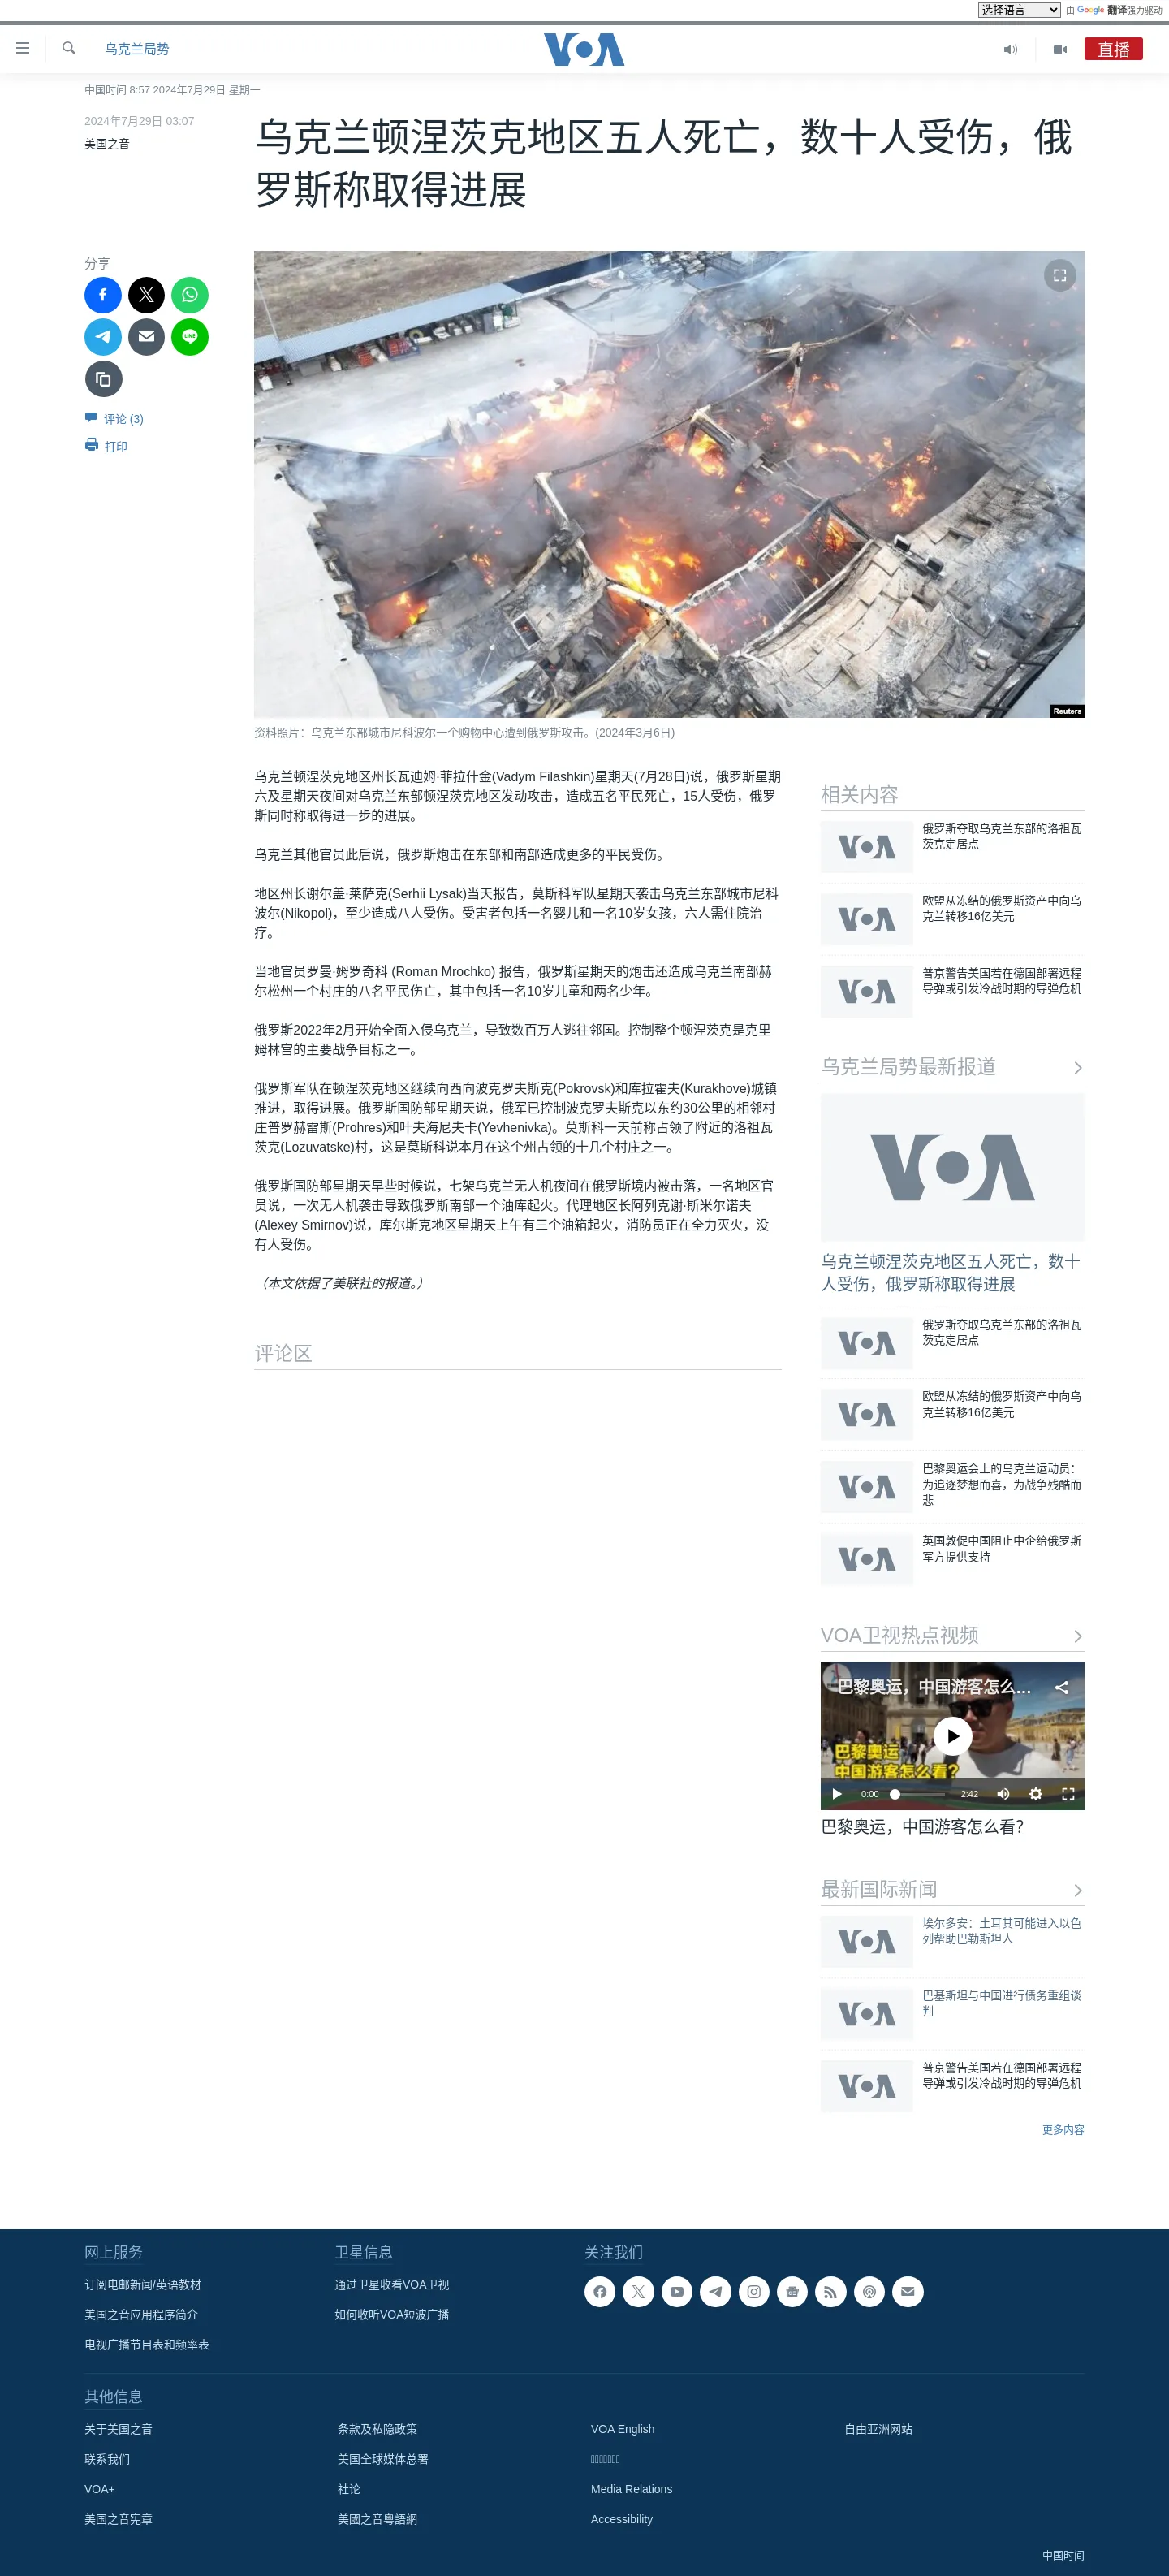 选择语言 由 Google 翻译强力驱动
乌克兰局势
VOA
直播
中国时间 8:57 2024年7月29日 星期一
2024年7月29日 03:07
美国之音
乌克兰顿涅茨克地区五人死亡，数十人受伤，俄
罗斯称取得进展
分享
LINE
评论 (3)
打印
Reuters
资料照片：乌克兰东部城市尼科波尔一个购物中心遭到俄罗斯攻击。(2024年3月6日)
乌克兰顿涅茨克地区州长瓦迪姆·菲拉什金(Vadym Filashkin)星期天(7月28日)说，俄罗斯星期
六及星期天夜间对乌克兰东部顿涅茨克地区发动攻击，造成五名平民死亡，15人受伤，俄罗
斯同时称取得进一步的进展。
乌克兰其他官员此后说，俄罗斯炮击在东部和南部造成更多的平民受伤。
地区州长谢尔盖·莱萨克(Serhii Lysak)当天报告，莫斯科军队星期天袭击乌克兰东部城市尼科
波尔(Nikopol)，至少造成八人受伤。受害者包括一名婴儿和一名10岁女孩，六人需住院治
疗。
当地官员罗曼·姆罗奇科 (Roman Mrochko) 报告，俄罗斯星期天的炮击还造成乌克兰南部赫
尔松州一个村庄的八名平民伤亡，其中包括一名10岁儿童和两名少年。
俄罗斯2022年2月开始全面入侵乌克兰，导致数百万人逃往邻国。控制整个顿涅茨克是克里
姆林宫的主要战争目标之一。
俄罗斯军队在顿涅茨克地区继续向西向波克罗夫斯克(Pokrovsk)和库拉霍夫(Kurakhove)城镇
推进，取得进展。俄罗斯国防部星期天说，俄军已控制波克罗夫斯克以东约30公里的相邻村
庄普罗赫雷斯(Prohres)和叶夫海尼夫卡(Yevhenivka)。莫斯科一天前称占领了附近的洛祖瓦
茨克(Lozuvatske)村，这是莫斯科说本月在这个州占领的十几个村庄之一。
俄罗斯国防部星期天早些时候说，七架乌克兰无人机夜间在俄罗斯境内被击落，一名地区官
员说，一次无人机袭击导致俄罗斯南部一个油库起火。代理地区长阿列克谢·斯米尔诺夫
(Alexey Smirnov)说，库尔斯克地区星期天上午有三个油箱起火，消防员正在全力灭火，没
有人受伤。
（本文依据了美联社的报道。）
评论区
相关内容
VOA
俄罗斯夺取乌克兰东部的洛祖瓦
茨克定居点
VOA
欧盟从冻结的俄罗斯资产中向乌
克兰转移16亿美元
VOA
普京警告美国若在德国部署远程
导弹或引发冷战时期的导弹危机
乌克兰局势最新报道
VOA
乌克兰顿涅茨克地区五人死亡，数十
人受伤，俄罗斯称取得进展
VOA
俄罗斯夺取乌克兰东部的洛祖瓦
茨克定居点
VOA
欧盟从冻结的俄罗斯资产中向乌
克兰转移16亿美元
VOA
巴黎奥运会上的乌克兰运动员：
为追逐梦想而喜，为战争残酷而
悲
VOA
英国敦促中国阻止中企给俄罗斯
军方提供支持
VOA卫视热点视频
巴黎奥运，中国游客怎么...
巴黎奥运
中国游客怎么看?
0:00 2:42
巴黎奥运，中国游客怎么看？
最新国际新闻
VOA
埃尔多安：土耳其可能进入以色
列帮助巴勒斯坦人
VOA
巴基斯坦与中国进行债务重组谈
判
VOA
普京警告美国若在德国部署远程
导弹或引发冷战时期的导弹危机
更多内容
网上服务
订阅电邮新闻/英语教材
美国之音应用程序简介
电视广播节目表和频率表
卫星信息
通过卫星收看VOA卫视
如何收听VOA短波广播
关注我们
其他信息
关于美国之音
联系我们
VOA+
美国之音宪章
条款及私隐政策
美国全球媒体总署
社论
美國之音粵語網
VOA English
Media Relations
Accessibility
自由亚洲网站
中国时间